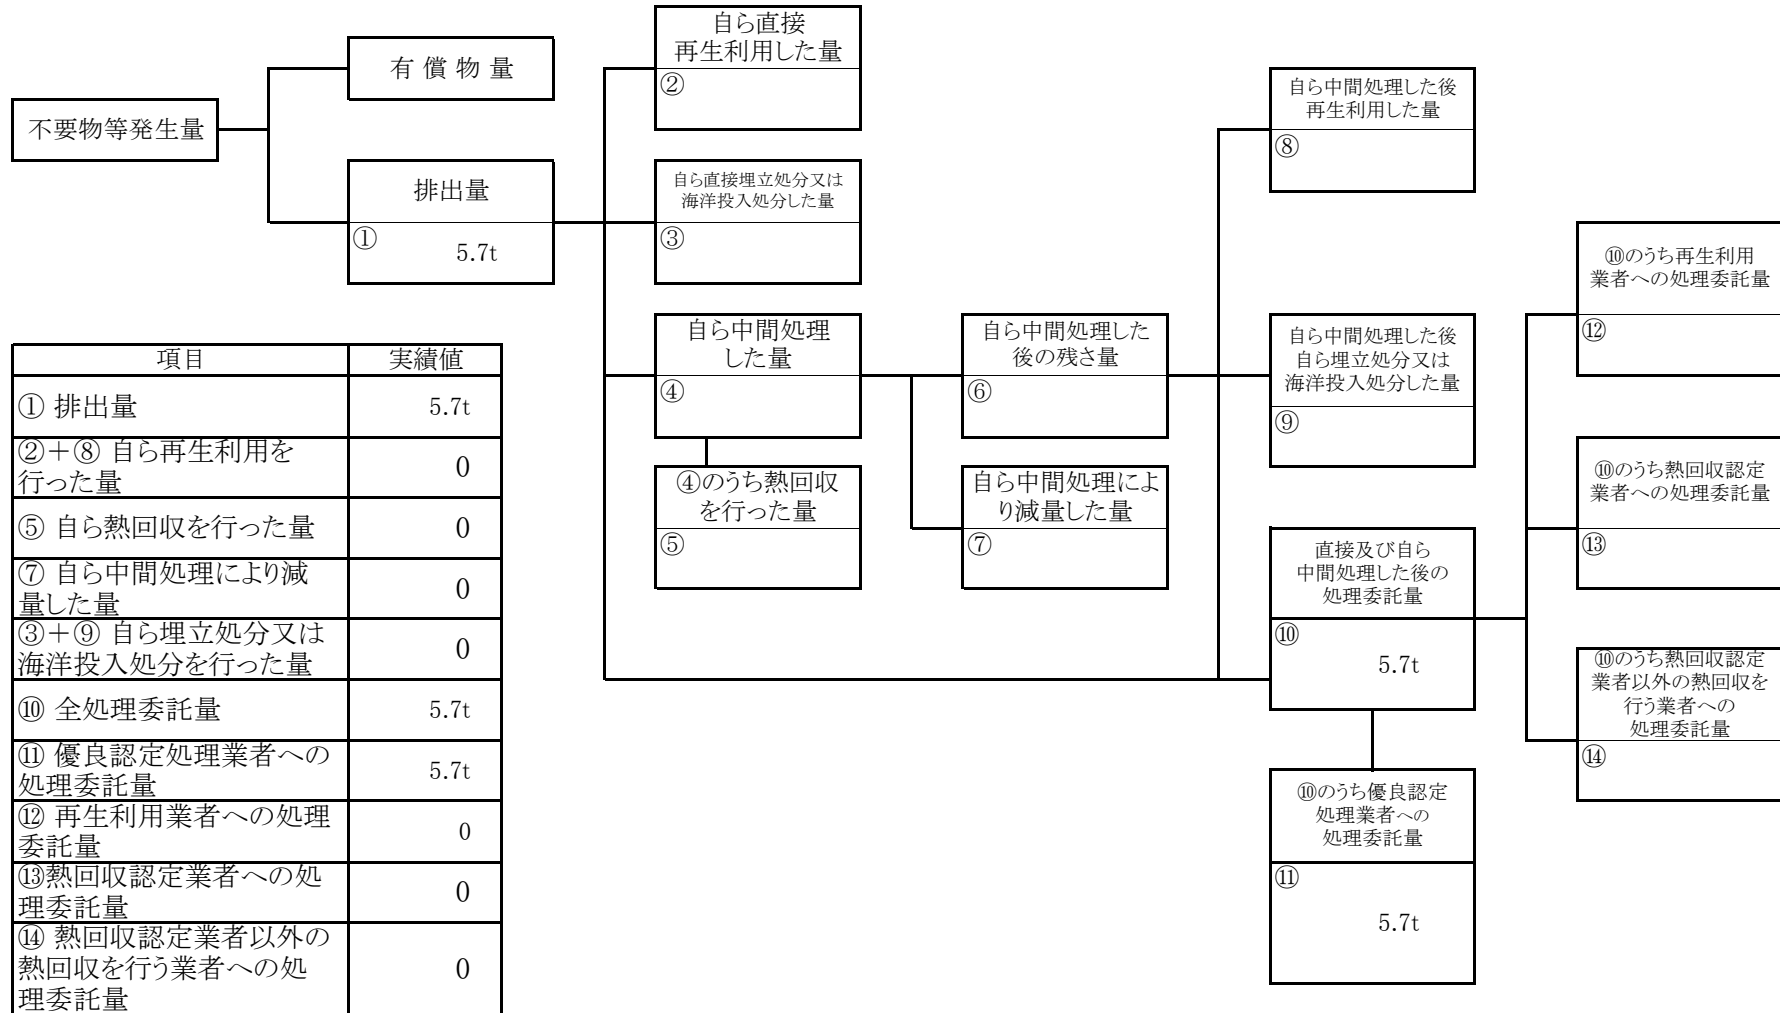 不要物等発生量
有 償 物 量
排出量
①
5.7t
自ら直接
再生利用した量
②
自ら直接埋立処分又は
海洋投入処分した量
③
自ら中間処理
した量
④
④のうち熱回収
を行った量
⑤
自ら中間処理した
後の残さ量
⑥
自ら中間処理によ
り減量した量
⑦
自ら中間処理した後
再生利用した量
⑧
自ら中間処理した後
自ら埋立処分又は
海洋投入処分した量
⑨
直接及び自ら
中間処理した後の
処理委託量
⑩
5.7t
⑩のうち優良認定
処理業者への
処理委託量
⑪
5.7t
⑩のうち再生利用
業者への処理委託量
⑫
⑩のうち熱回収認定
業者への処理委託量
⑬
⑩のうち熱回収認定
業者以外の熱回収を
行う業者への
処理委託量
⑭
項目 実績値
① 排出量 5.7t
②+⑧ 自ら再生利用を
行った量 0
⑤ 自ら熱回収を行った量 0
⑦ 自ら中間処理により減
量した量 0
③+⑨ 自ら埋立処分又は
海洋投入処分を行った量 0
⑩ 全処理委託量 5.7t
⑪ 優良認定処理業者への
処理委託量 5.7t
⑫ 再生利用業者への処理
委託量 0
⑬熱回収認定業者への処
理委託量 0
⑭ 熱回収認定業者以外の
熱回収を行う業者への処 0
理委託量